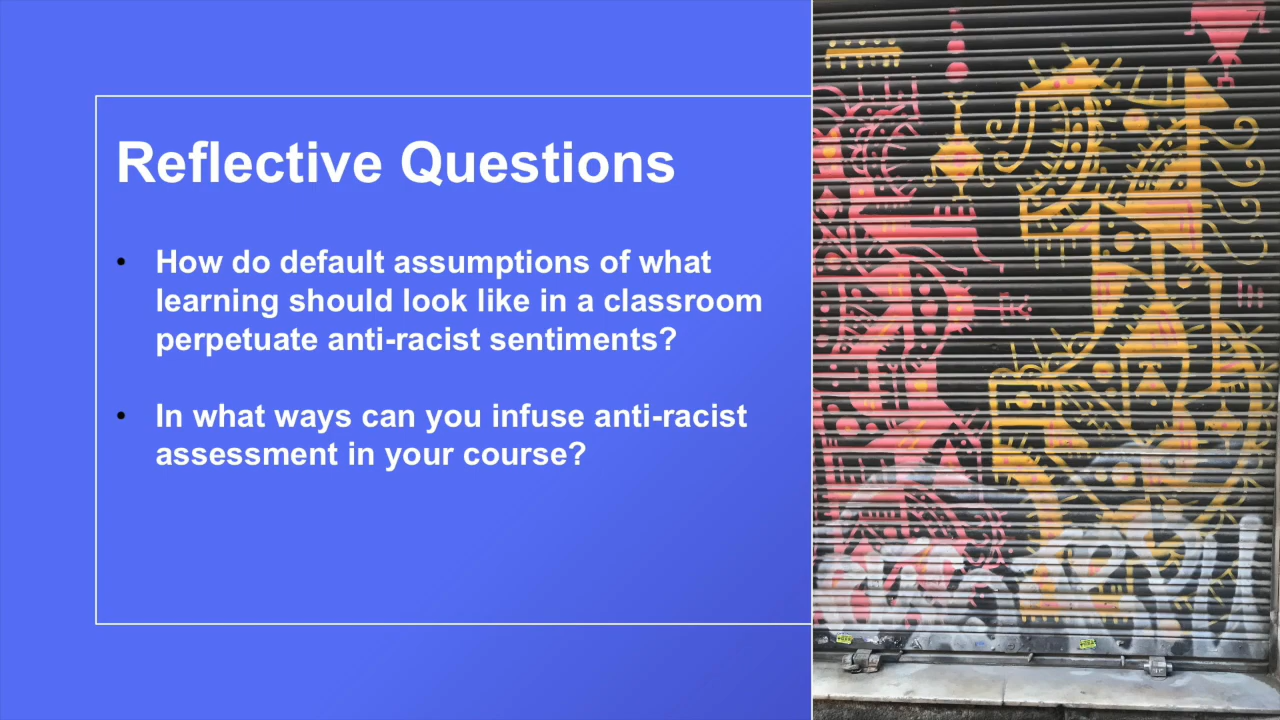 Reflective Questions
• How do default assumptions of what
learning should look like in a classroom
perpetuate anti-racist sentiments?
• In what ways can you infuse anti-racist
assessment in your course?